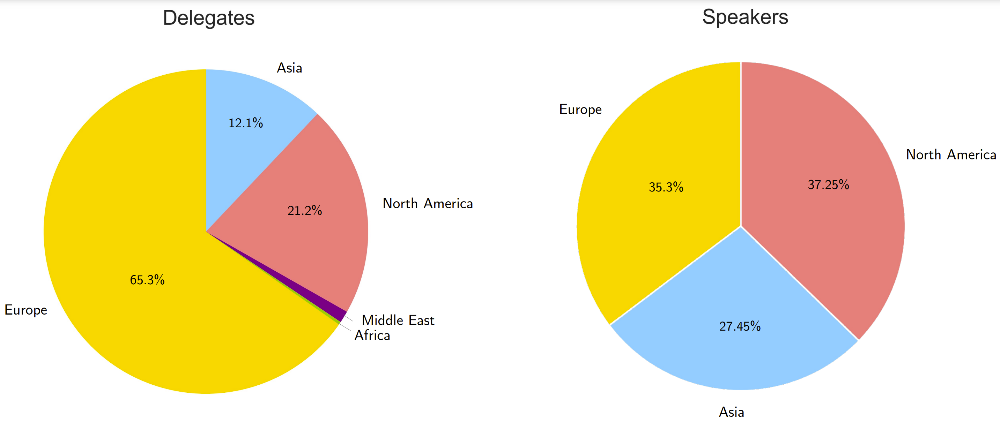 Delegates
Asia
12.1%
North America
21.2%
65.3%
Europe
Middle East
Africa
Speakers
Europe
North America
37.25%
35.3%
27.45%
Asia